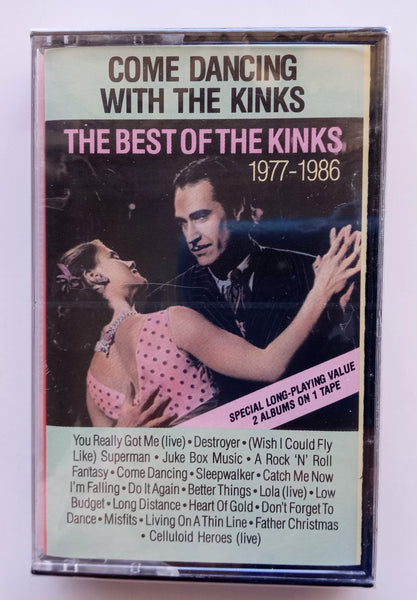 COME DANCING
WITH THE KINKS
THE BEST OF THE KINKS
1977-1986
SPECIAL LONG-PLAYING VALUE
2 ALBUMS ON 1 TAPE
You Really Got Me (live) • Destroyer • (Wish I Could Fly
Like) Superman • Juke Box Music • A Rock 'N' Roll
Fantasy • Come Dancing • Sleepwalker • Catch Me Now
I'm Falling • Do It Again • Better Things • Lola (live) • Low
Budget • Long Distance • Heart Of Gold • Don't Forget To
Dance • Misfits • Living On A Thin Line • Father Christmas
• Celluloid Heroes (live)